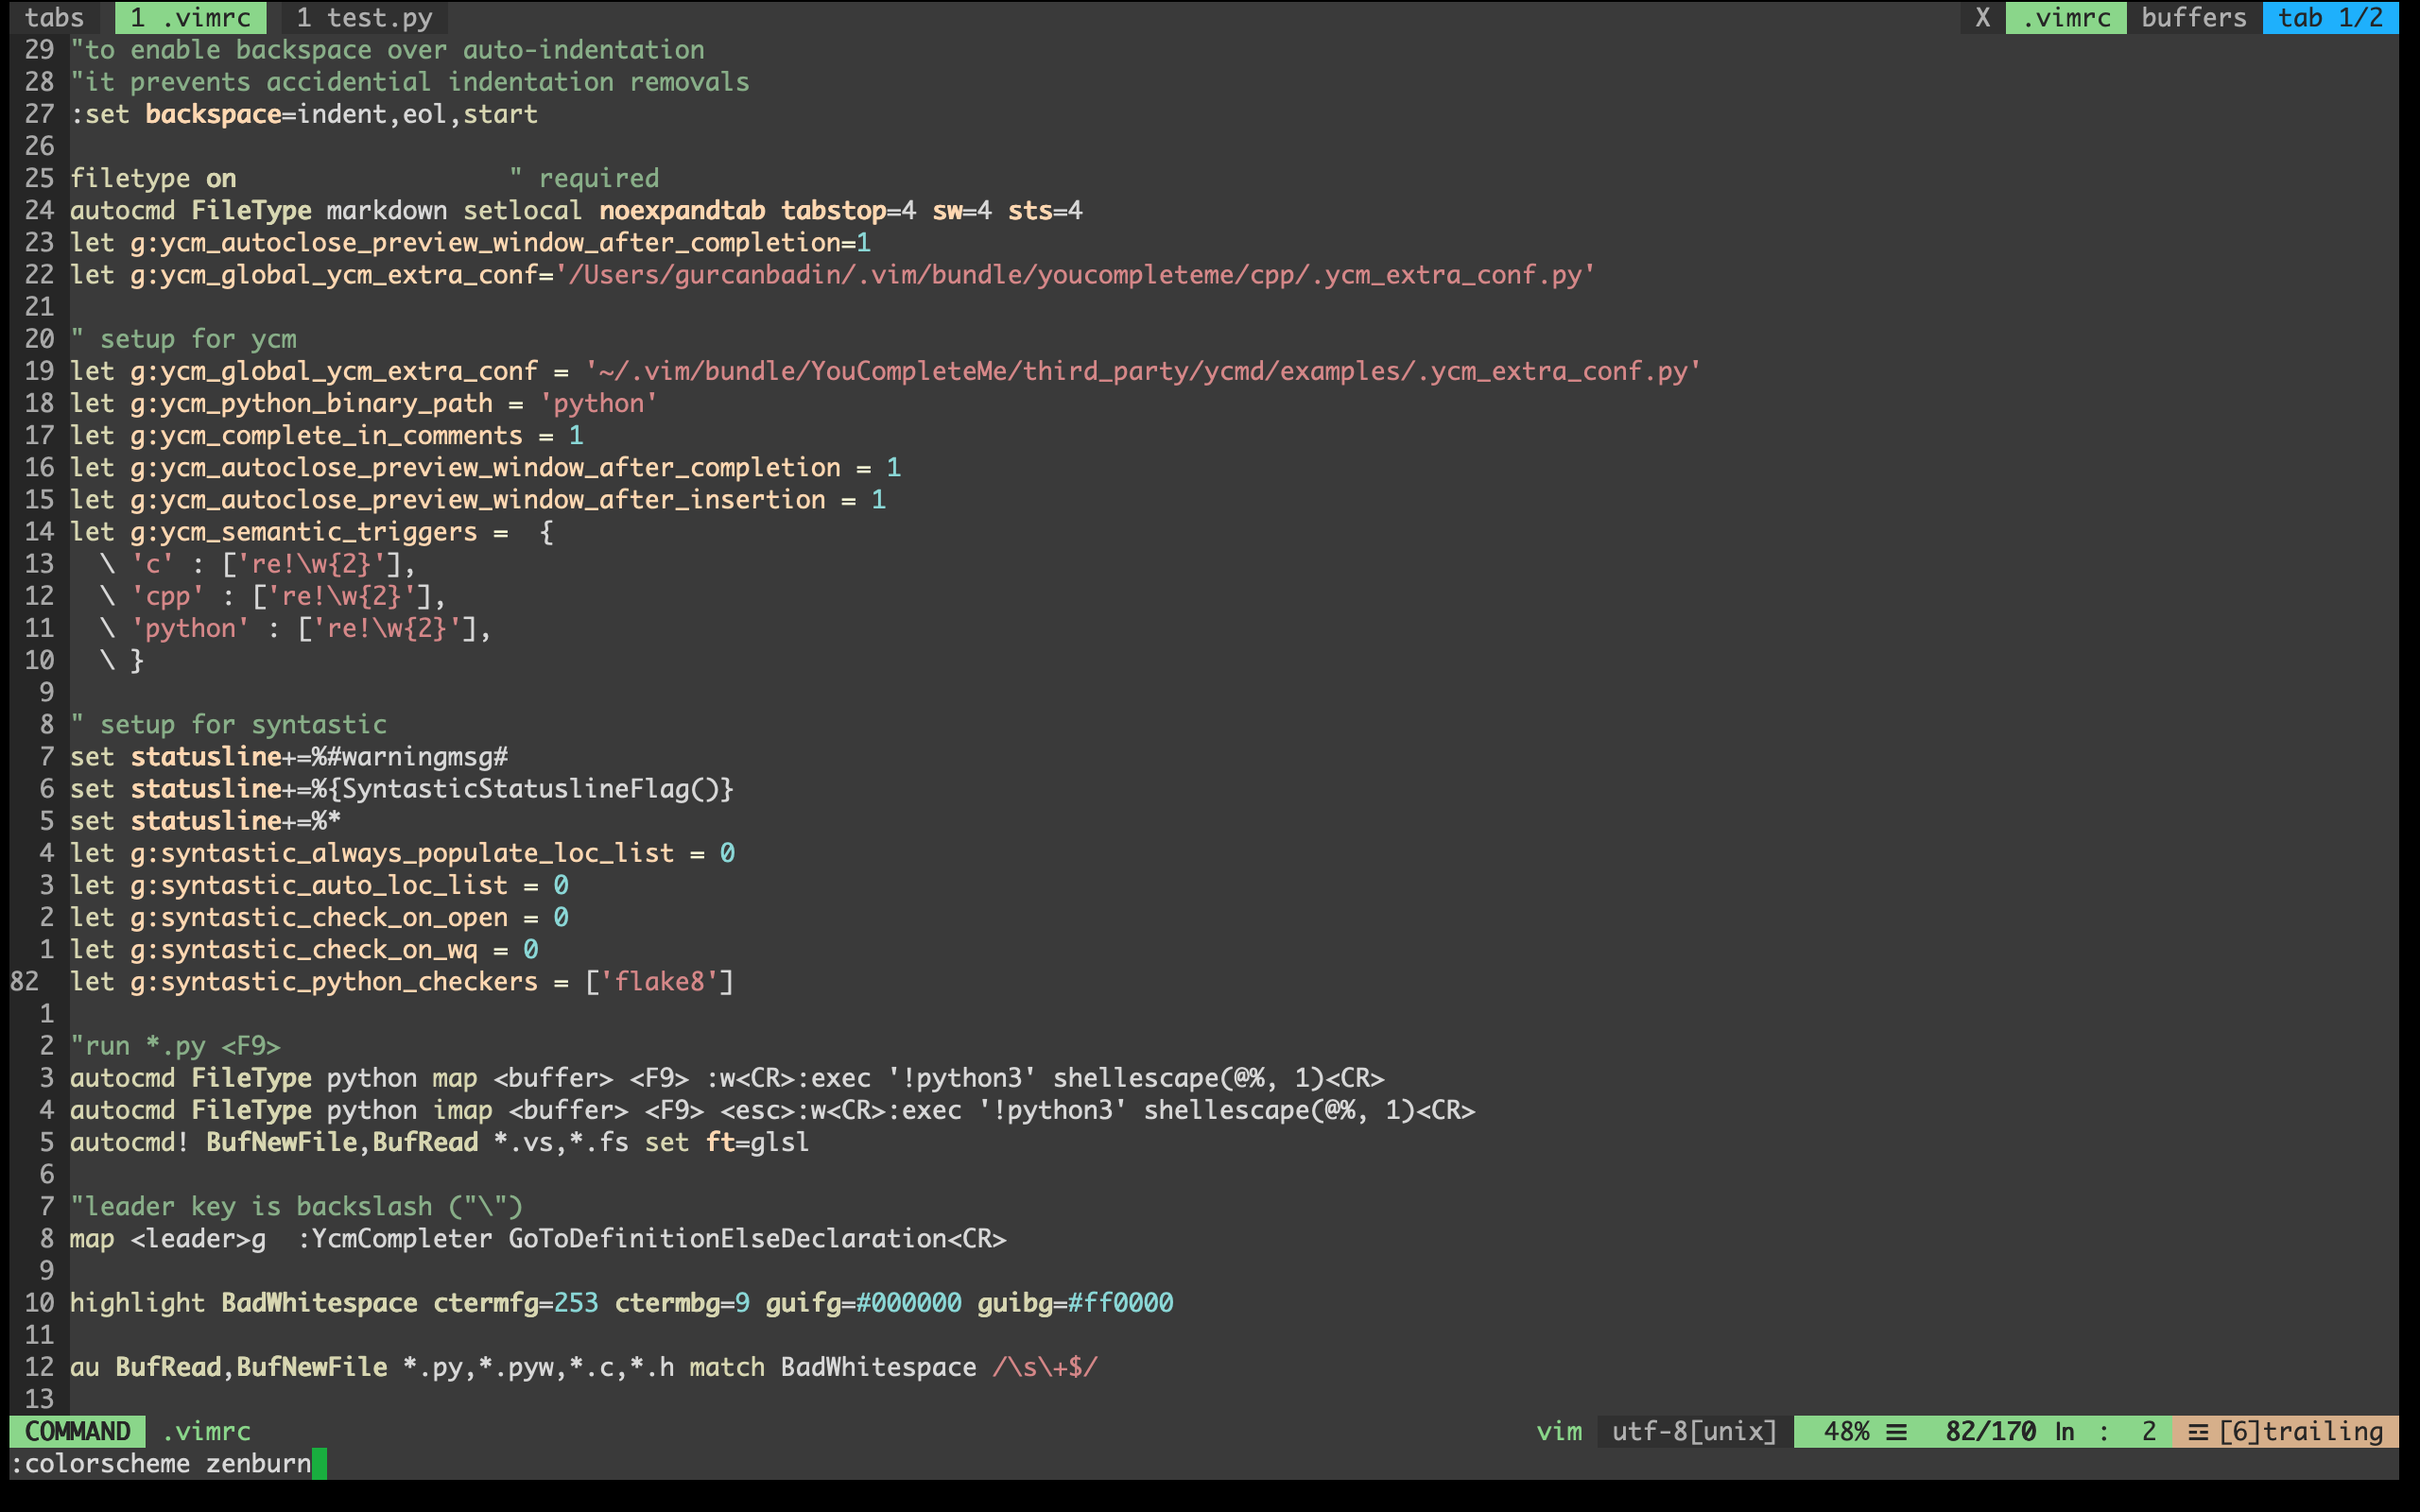 tabs 1 .vimrc 1 test.py X .vimrc buffers tab 1/2
29 "to enable backspace over auto-indentation
28 "it prevents accidential indentation removals
27 :set backspace=indent,eol,start
26
25 filetype on                  " required
24 autocmd FileType markdown setlocal noexpandtab tabstop=4 sw=4 sts=4
23 let g:ycm_autoclose_preview_window_after_completion=1
22 let g:ycm_global_ycm_extra_conf='/Users/gurcanbadin/.vim/bundle/youcompleteme/cpp/.ycm_extra_conf.py'
21
20 " setup for ycm
19 let g:ycm_global_ycm_extra_conf = '~/.vim/bundle/YouCompleteMe/third_party/ycmd/examples/.ycm_extra_conf.py'
18 let g:ycm_python_binary_path = 'python'
17 let g:ycm_complete_in_comments = 1
16 let g:ycm_autoclose_preview_window_after_completion = 1
15 let g:ycm_autoclose_preview_window_after_insertion = 1
14 let g:ycm_semantic_triggers =  {
13   \ 'c' : ['re!\w{2}'],
12   \ 'cpp' : ['re!\w{2}'],
11   \ 'python' : ['re!\w{2}'],
10   \ }
9
8 " setup for syntastic
7 set statusline+=%#warningmsg#
6 set statusline+=%{SyntasticStatuslineFlag()}
5 set statusline+=%*
4 let g:syntastic_always_populate_loc_list = 0
3 let g:syntastic_auto_loc_list = 0
2 let g:syntastic_check_on_open = 0
1 let g:syntastic_check_on_wq = 0
82 let g:syntastic_python_checkers = ['flake8']
1
2 "run *.py <F9>
3 autocmd FileType python map <buffer> <F9> :w<CR>:exec '!python3' shellescape(@%, 1)<CR>
4 autocmd FileType python imap <buffer> <F9> <esc>:w<CR>:exec '!python3' shellescape(@%, 1)<CR>
5 autocmd! BufNewFile,BufRead *.vs,*.fs set ft=glsl
6
7 "leader key is backslash ("\")
8 map <leader>g  :YcmCompleter GoToDefinitionElseDeclaration<CR>
9
10 highlight BadWhitespace ctermfg=253 ctermbg=9 guifg=#000000 guibg=#ff0000
11
12 au BufRead,BufNewFile *.py,*.pyw,*.c,*.h match BadWhitespace /\s\+$/
13
COMMAND .vimrc vim utf-8[unix] 48% ☰ 82/170 ln : 2 ☲ [6]trailing
:colorscheme zenburn